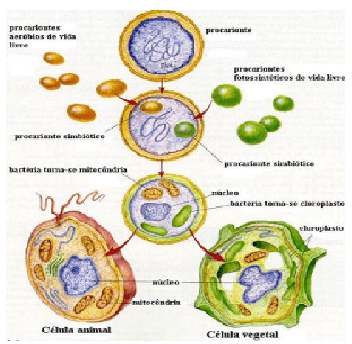 procariontes
aeróbios de vida
livre
procarionte
procariontes
fotossintéticos de vida
livre
procarionte simbiótico
procarionte simbiótico
bactéria torna-se mitocôndria
núcleo
bactéria torna-se cloroplasto
cloroplasto
núcleo
mitocôndria
Célula animal
Célula vegetal